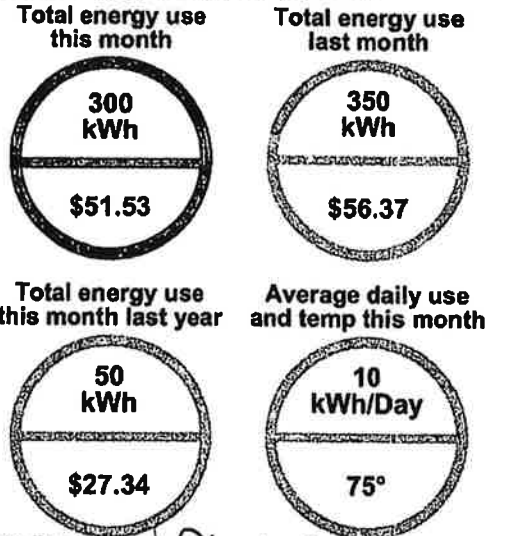 Total energy use
this month
300
kWh
$51.53
Total energy use
last month
350
kWh
$56.37
Total energy use
this month last year
50
kWh
$27.34
Average daily use
and temp this month
10
kWh/Day
75°